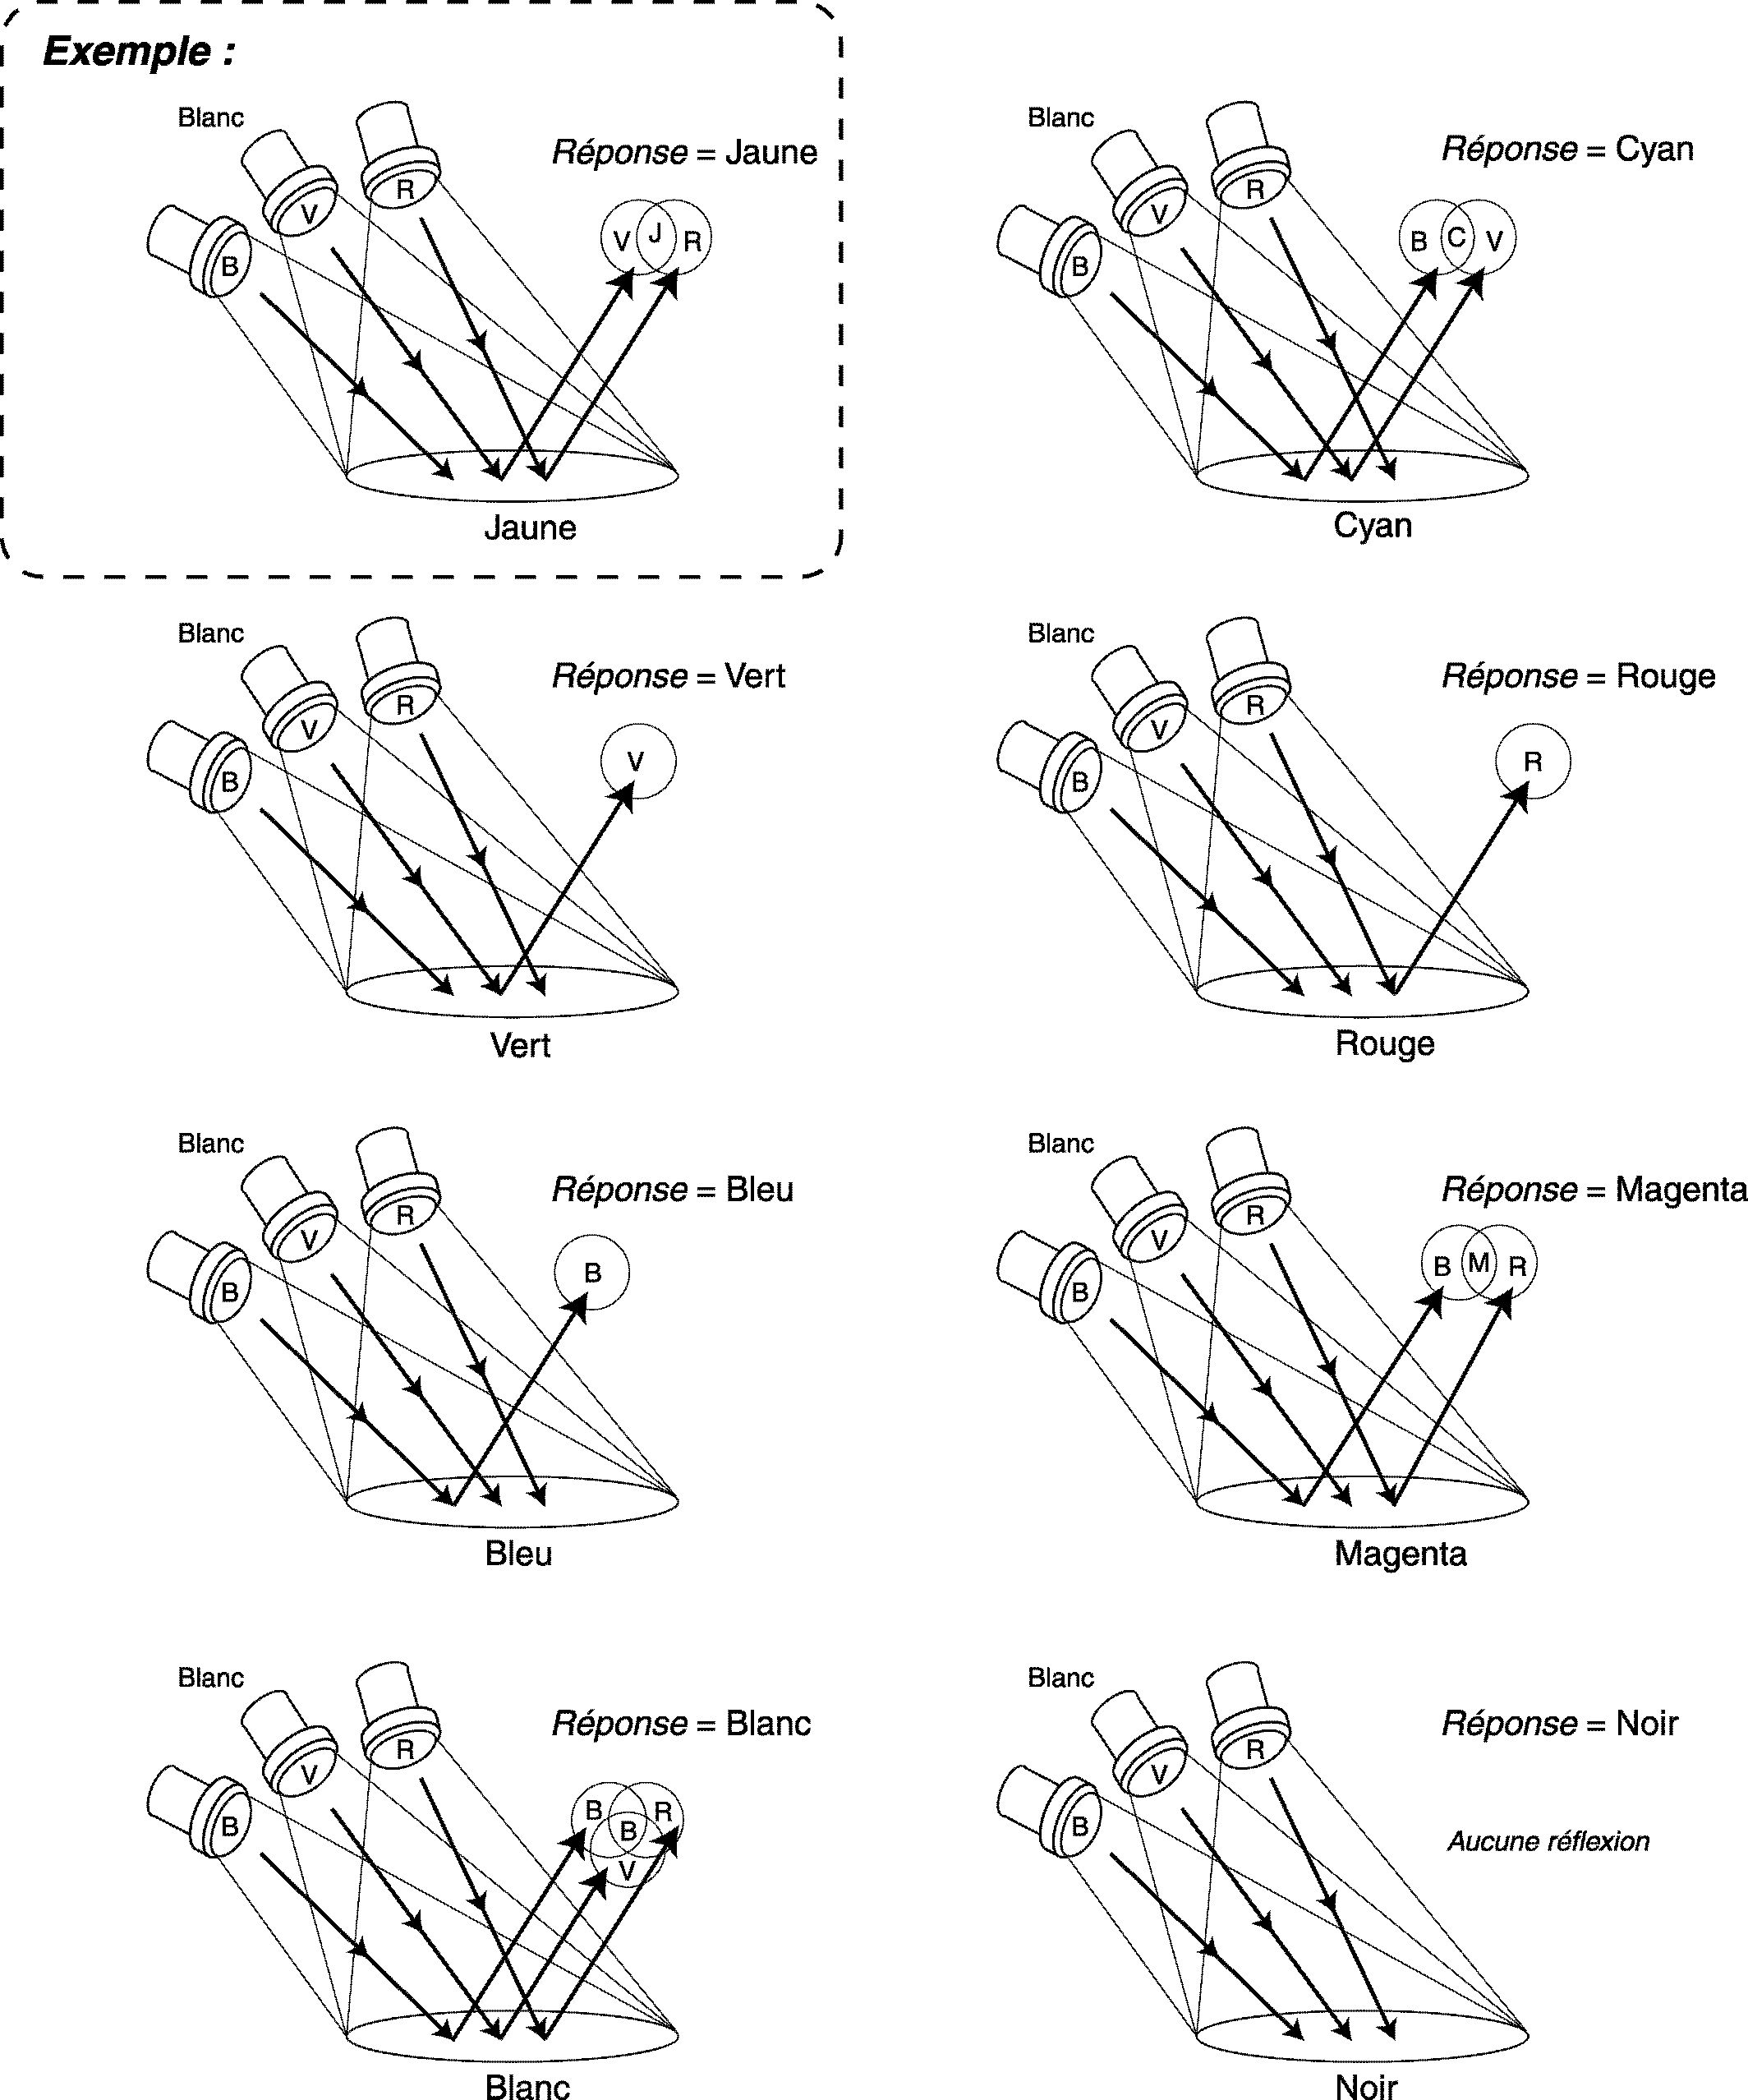 Exemple :
Blanc
R
V
B
Réponse = Jaune
V J R
Jaune
Blanc
R
V
B
Réponse = Cyan
B C V
Cyan
Blanc
R
V
B
Réponse = Vert
V
Vert
Blanc
R
V
B
Réponse = Rouge
R
Rouge
Blanc
R
V
B
Réponse = Bleu
B
Bleu
Blanc
R
V
B
Réponse = Magenta
B M R
Magenta
Blanc
R
V
B
Réponse = Blanc
B R
B
V
Blanc
Blanc
R
V
B
Réponse = Noir
Aucune réflexion
Noir